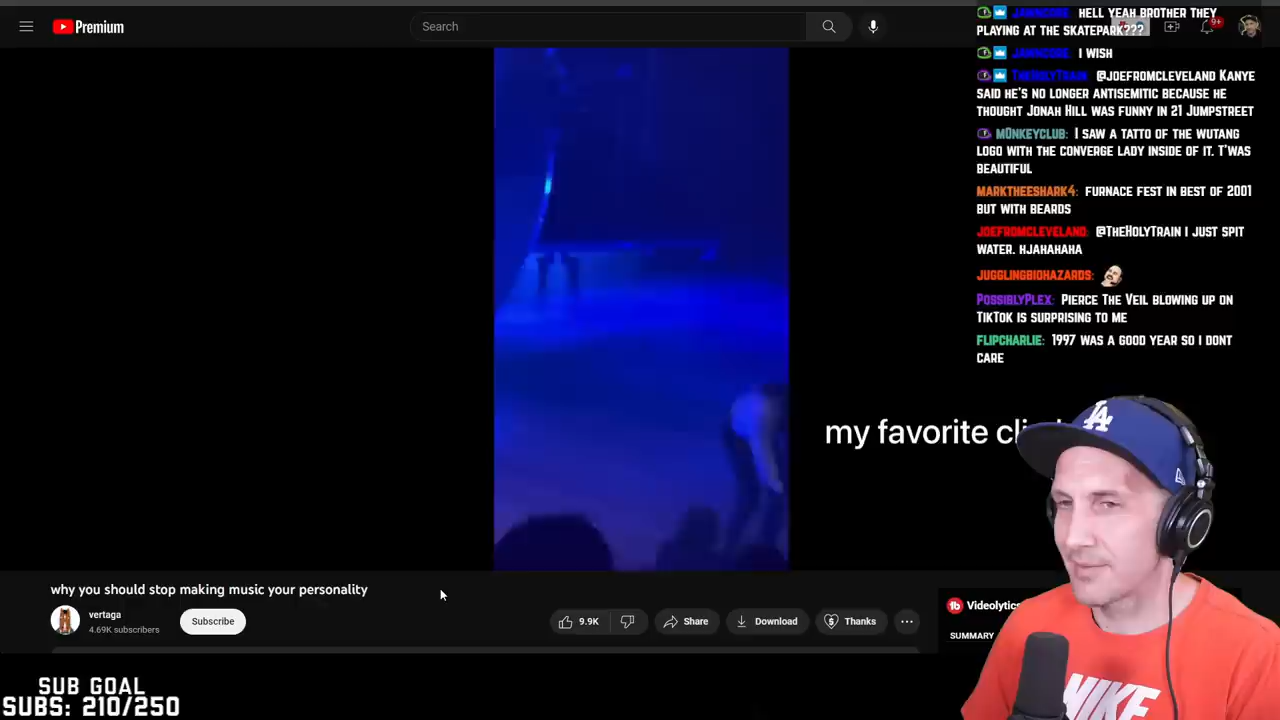 Premium
Search
9+
JAWNCORE: HELL YEAH BROTHER THEY
PLAYING AT THE SKATEPARK???
JAWNCORE: I WISH
THEHOLYTRAIN: @JOEFROMCLEVELAND KANYE
SAID HE'S NO LONGER ANTISEMITIC BECAUSE HE
THOUGHT JONAH HILL WAS FUNNY IN 21 JUMPSTREET
M0NKEYCLUB: I SAW A TATTO OF THE WUTANG
LOGO WITH THE CONVERGE LADY INSIDE OF IT. T'WAS
BEAUTIFUL
MARKTHEESHARK4: FURNACE FEST IN BEST OF 2001
BUT WITH BEARDS
JOEFROMCLEVELAND: @THEHOLYTRAIN I JUST SPIT
WATER. HJAHAHAHA
JUGGLINGBIOHAZARDS:
POSSIBLYPLEX: PIERCE THE VEIL BLOWING UP ON
TIKTOK IS SURPRISING TO ME
FLIPCHARLIE: 1997 WAS A GOOD YEAR SO I DONT
CARE
my favorite
LA
why you should stop making music your personality
vertaga
4.69K subscribers
Subscribe
9.9K
Share
Download
Thanks
Videolytics
SUMMARY
NIKE
SUB GOAL
SUBS: 210/250